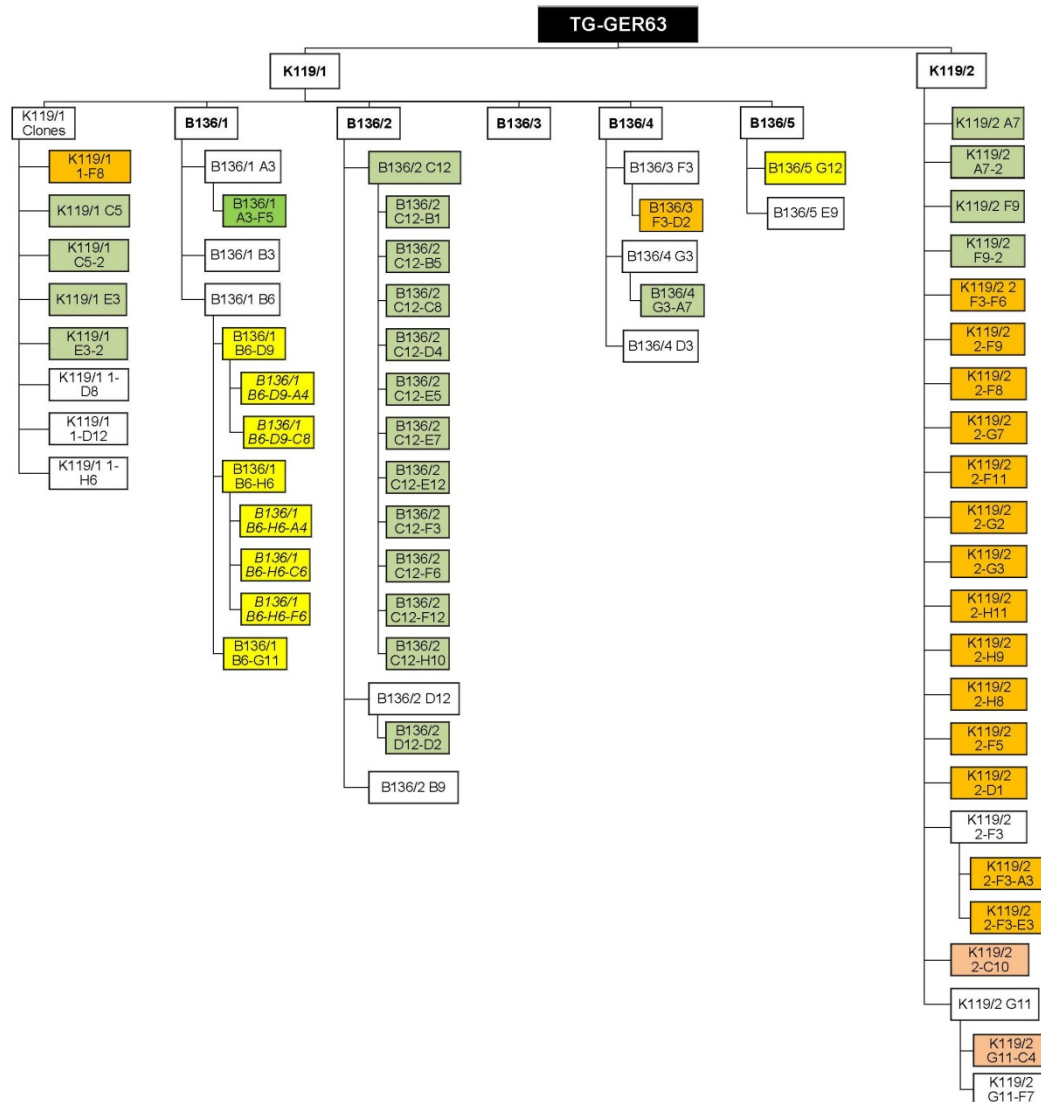 TG-GER63
K119/1
K119/2
K119/1
Clones
K119/1
1-F8
K119/1 C5
K119/1
C5-2
K119/1 E3
K119/1
E3-2
K119/1 1-
D8
K119/1
1-D12
K119/1 1-
H6
B136/1
B136/1 A3
B136/1
A3-F5
B136/1 B3
B136/1 B6
B136/1
B6-D9
B136/1
B6-D9-A4
B136/1
B6-D9-C8
B136/1
B6-H6
B136/1
B6-H6-A4
B136/1
B6-H6-C6
B136/1
B6-H6-F6
B136/1
B6-G11
B136/2
B136/2 C12
B136/2
C12-B1
B136/2
C12-B5
B136/2
C12-C8
B136/2
C12-D4
B136/2
C12-E5
B136/2
C12-E7
B136/2
C12-E12
B136/2
C12-F3
B136/2
C12-F6
B136/2
C12-F12
B136/2
C12-H10
B136/2 D12
B136/2
D12-D2
B136/2 B9
B136/3
B136/4
B136/3 F3
B136/3
F3-D2
B136/4 G3
B136/4
G3-A7
B136/4 D3
B136/5
B136/5 G12
B136/5 E9
K119/2 A7
K119/2
A7-2
K119/2 F9
K119/2
F9-2
K119/2 2
F3-F6
K119/2
2-F9
K119/2
2-F8
K119/2
2-G7
K119/2
2-F11
K119/2
2-G2
K119/2
2-G3
K119/2
2-H11
K119/2
2-H9
K119/2
2-H8
K119/2
2-F5
K119/2
2-D1
K119/2
2-F3
K119/2
2-F3-A3
K119/2
2-F3-E3
K119/2
2-C10
K119/2 G11
K119/2
G11-C4
K119/2
G11-F7